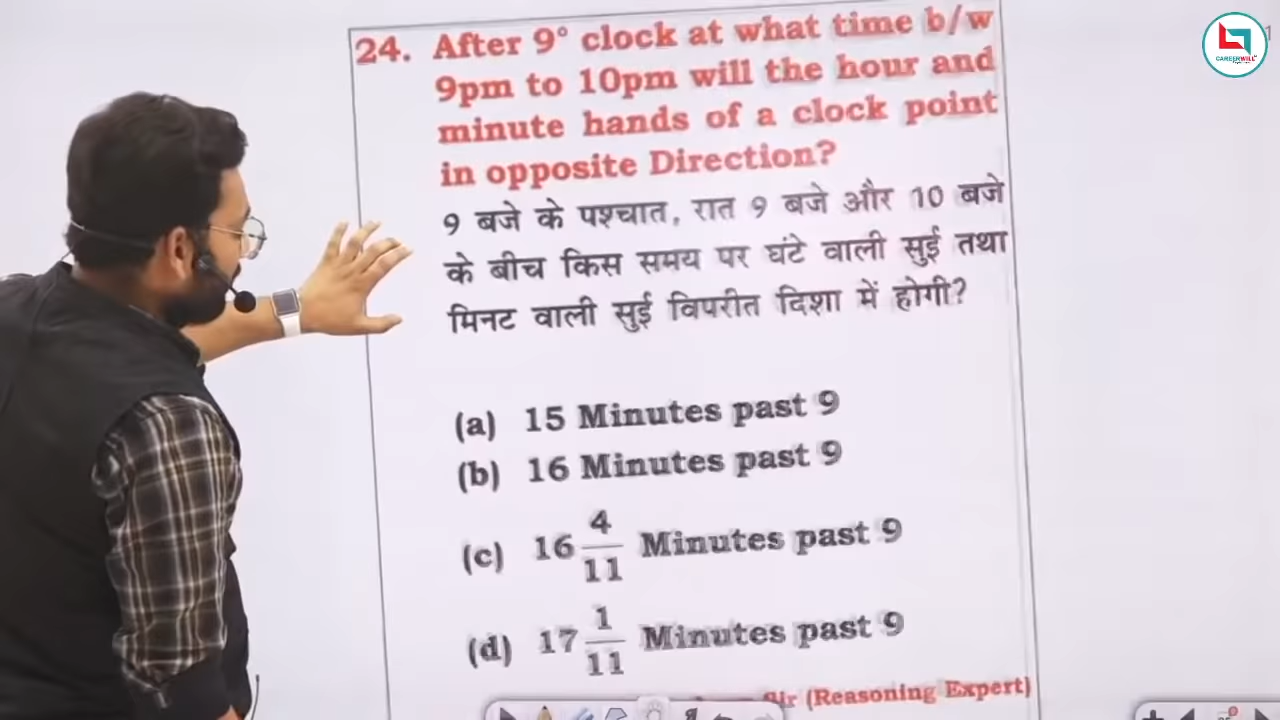 CAREERWILL
24. After 9° clock at what time b/w
9pm to 10pm will the hour and
minute hands of a clock point
in opposite Direction?
9 बजे के पश्चात, रात 9 बजे और 10 बजे
के बीच किस समय पर घंटे वाली सुई तथा
मिनट वाली सुई विपरीत दिशा में होगी?
(a) 15 Minutes past 9
(b) 16 Minutes past 9
(c) 16 4/11 Minutes past 9
(d) 17 1/11 Minutes past 9
Sir (Reasoning Expert)